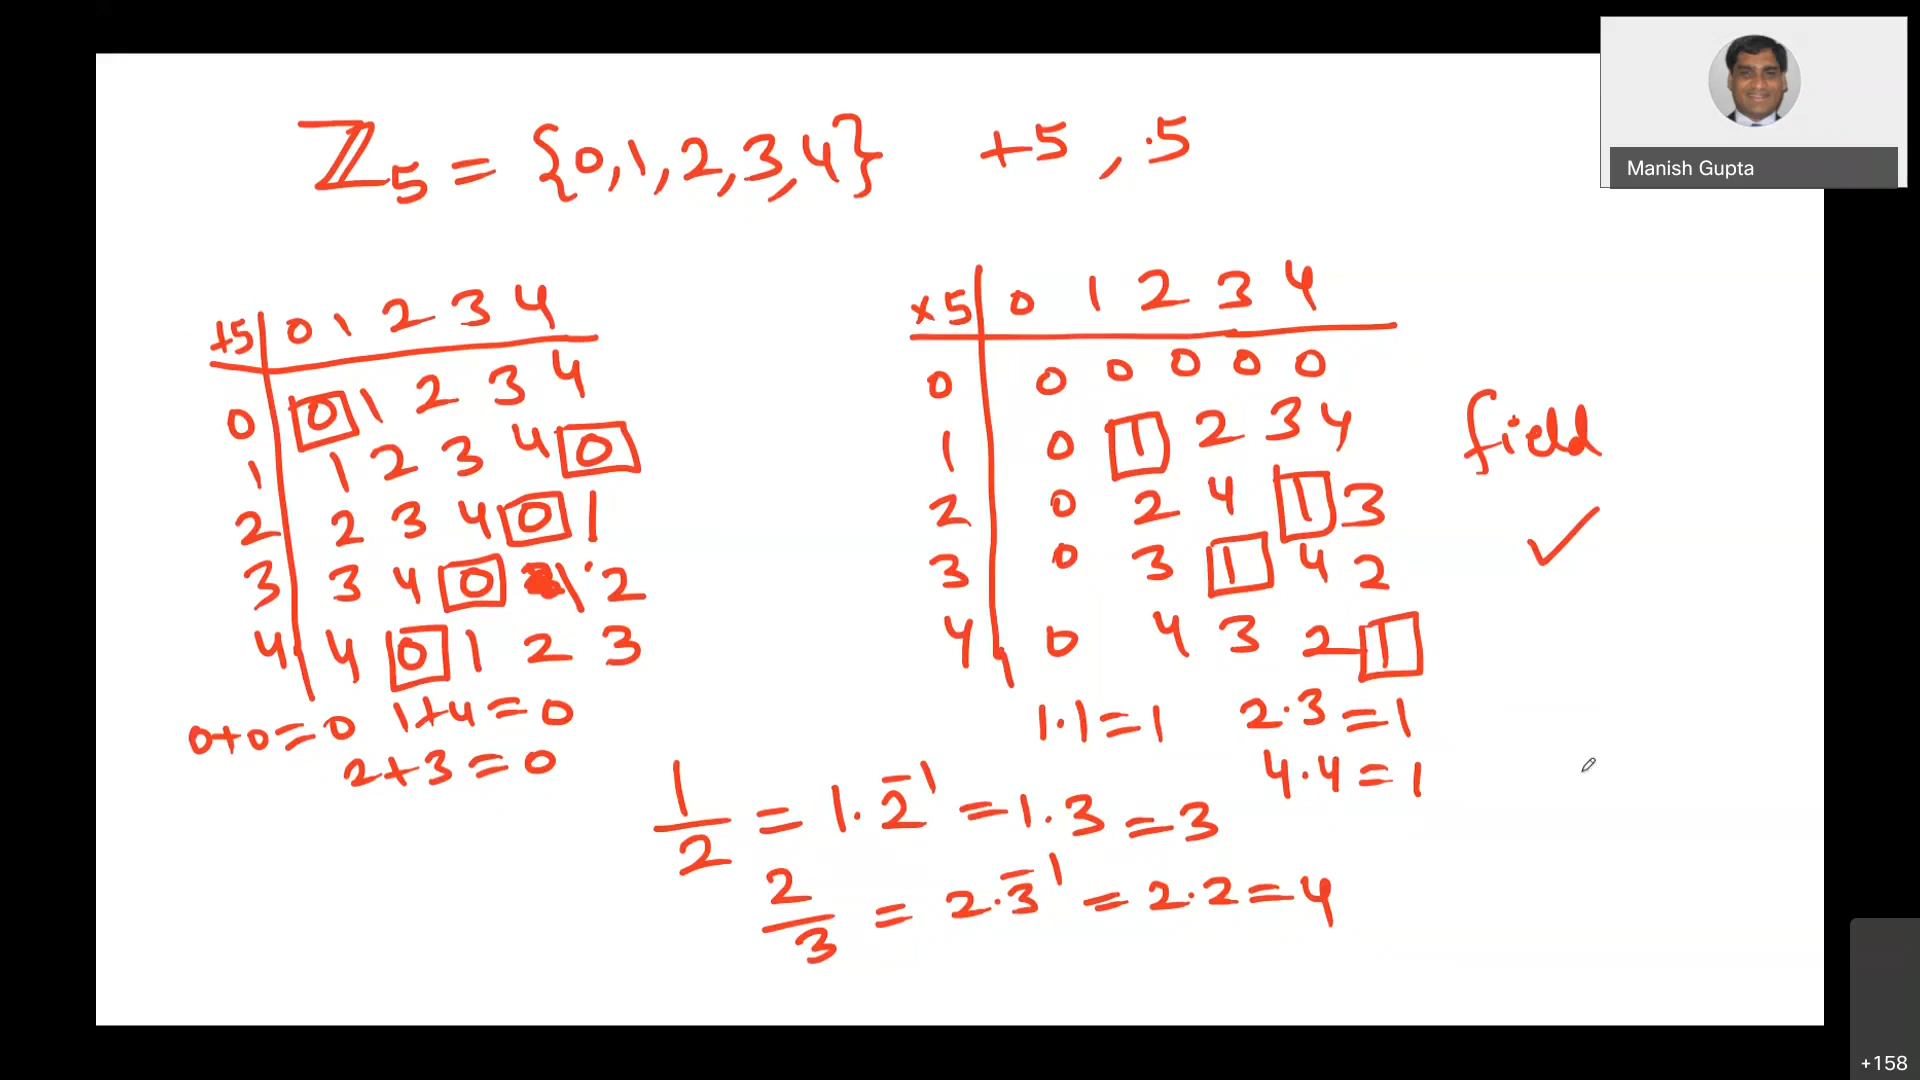 ℤ₅ = {0,1,2,3,4} +5 , ·5
Manish Gupta
+5 0 1 2 3 4
0 0 1 2 3 4
1 1 2 3 4 0
2 2 3 4 0 1
3 3 4 0 1 2
4 4 0 1 2 3
0+0=0 1+4=0
2+3=0
×5 0 1 2 3 4
0 0 0 0 0 0
1 0 1 2 3 4
2 0 2 4 1 3
3 0 3 1 4 2
4 0 4 3 2 1
1·1=1 2·3=1
4·4=1
field ✓
1/2 = 1·2⁻¹ = 1·3 = 3
2/3 = 2·3⁻¹ = 2·2 = 4
+158